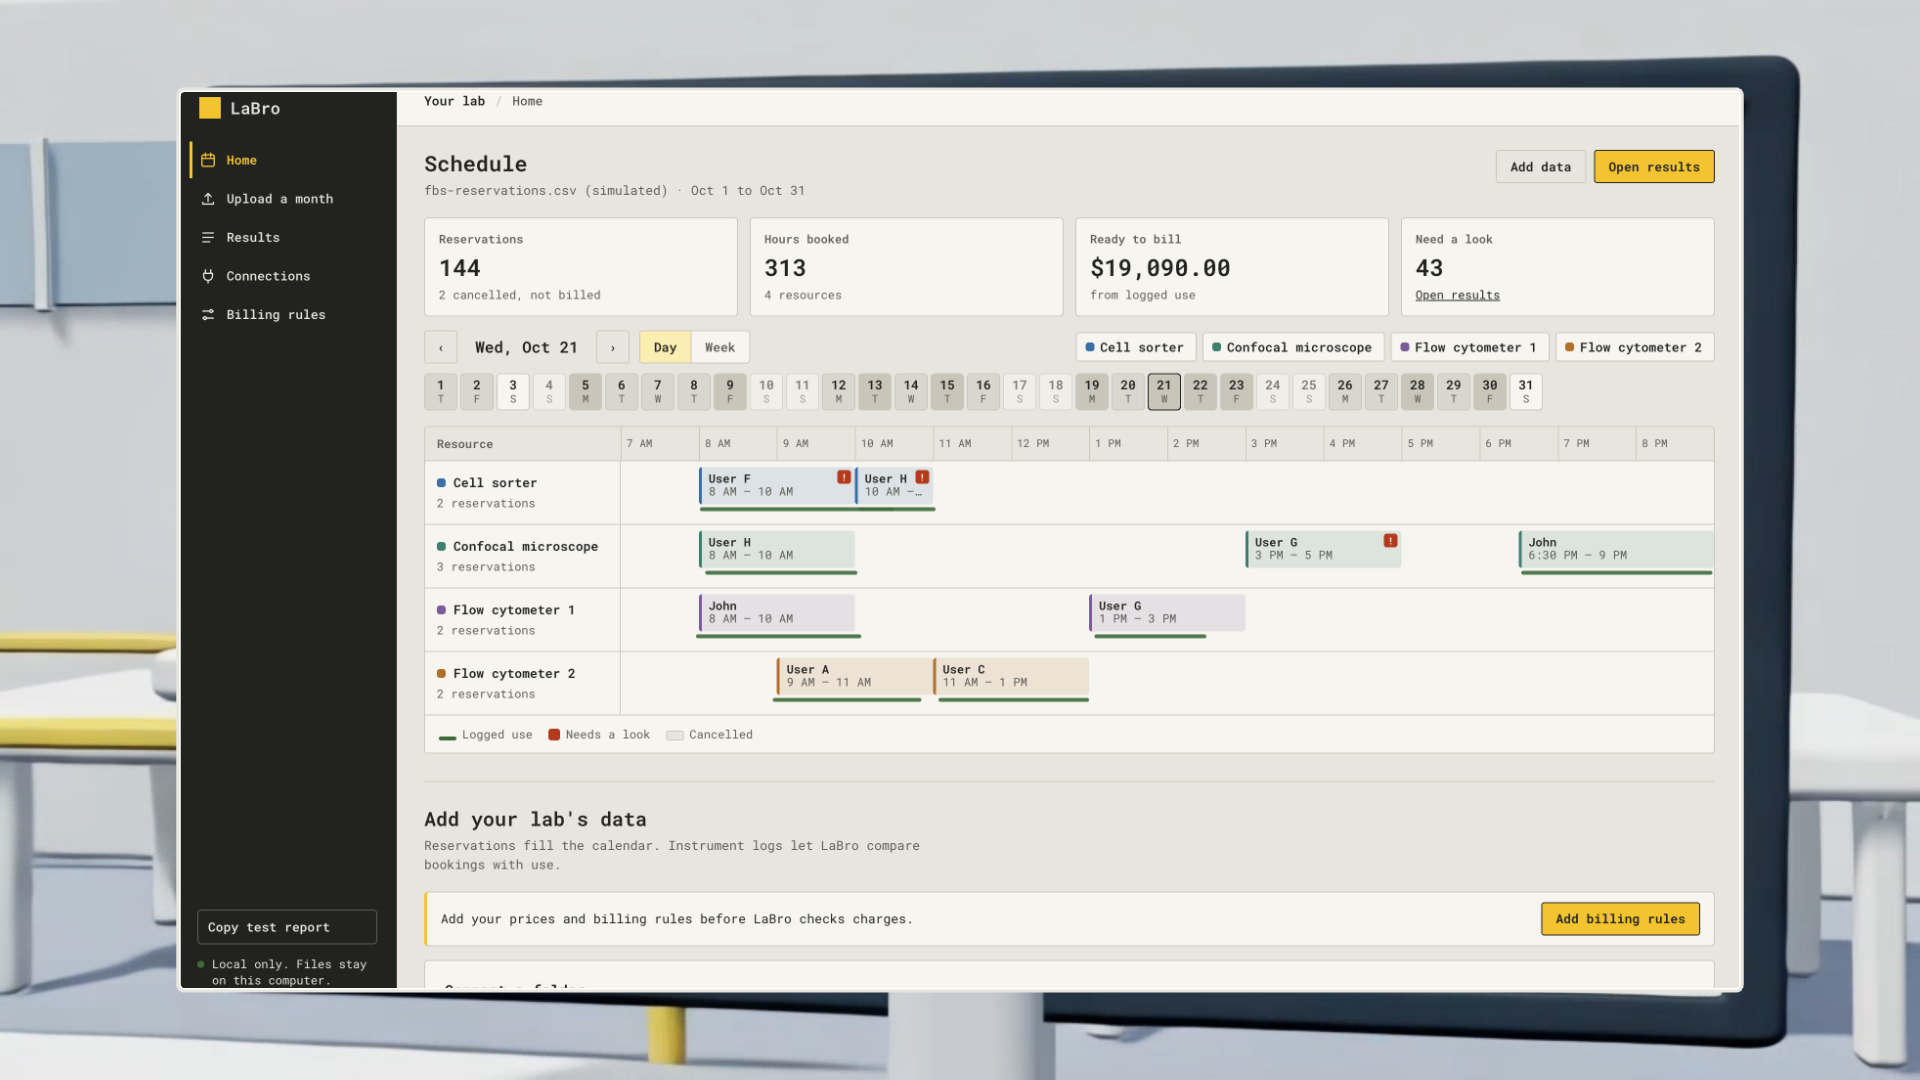 LaBro
Home
Upload a month
Results
Connections
Billing rules
Copy test report
Local only. Files stay
on this computer.
Your lab / Home
Schedule
fbs-reservations.csv (simulated) · Oct 1 to Oct 31
Add data
Open results
Reservations
144
2 cancelled, not billed
Hours booked
313
4 resources
Ready to bill
$19,090.00
from logged use
Need a look
43
Open results
‹ Wed, Oct 21 › Day Week
Cell sorter Confocal microscope Flow cytometer 1 Flow cytometer 2
1 2 3 4 5 6 7 8 9 10 11 12 13 14 15 16 17 18 19 20 21 22 23 24 25 26 27 28 29 30 31
T F S S M T W T F S S M T W T F S S M T W T F S S M T W T F S
Resource 7 AM 8 AM 9 AM 10 AM 11 AM 12 PM 1 PM 2 PM 3 PM 4 PM 5 PM 6 PM 7 PM 8 PM
Cell sorter
2 reservations
User F !
8 AM – 10 AM
User H !
10 AM –…
Confocal microscope
3 reservations
User H
8 AM – 10 AM
User G !
3 PM – 5 PM
John
6:30 PM – 9 PM
Flow cytometer 1
2 reservations
John
8 AM – 10 AM
User G
1 PM – 3 PM
Flow cytometer 2
2 reservations
User A
9 AM – 11 AM
User C
11 AM – 1 PM
Logged use Needs a look Cancelled
Add your lab's data
Reservations fill the calendar. Instrument logs let LaBro compare
bookings with use.
Add your prices and billing rules before LaBro checks charges.
Add billing rules